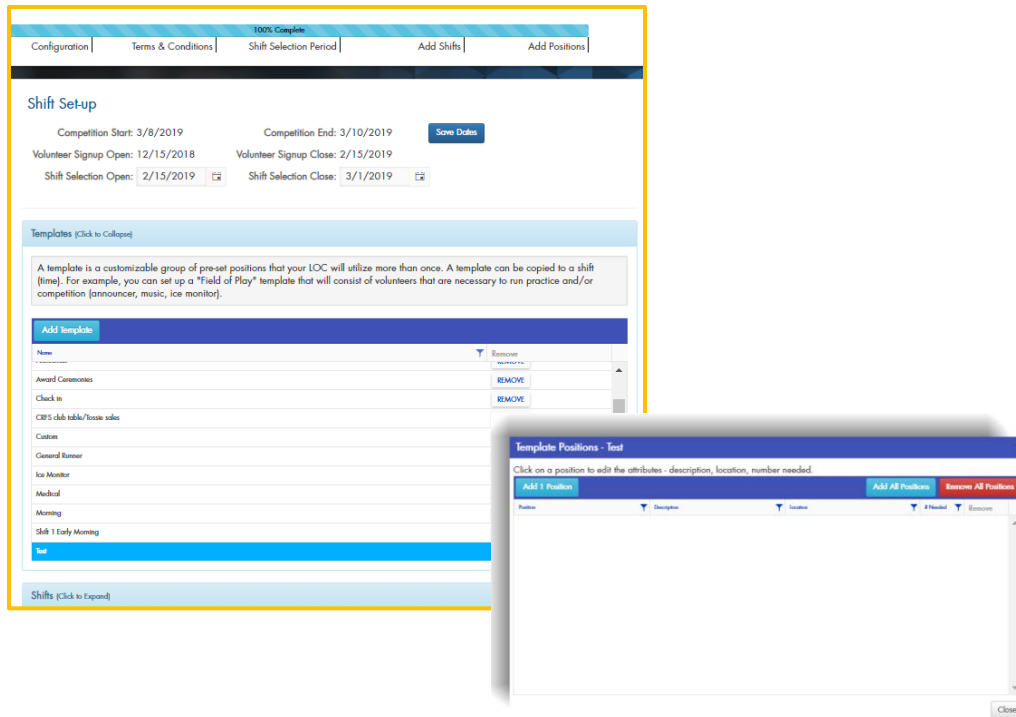 100% Complete
Configuration Terms & Conditions Shift Selection Period Add Shifts Add Positions
Shift Set-up
Competition Start: 3/8/2019 Competition End: 3/10/2019 Save Dates
Volunteer Signup Open: 12/15/2018 Volunteer Signup Close: 2/15/2019
Shift Selection Open: 2/15/2019 Shift Selection Close: 3/1/2019
Templates (Click to Collapse)
A template is a customizable group of pre-set positions that your LOC will utilize more than once. A template can be copied to a shift
(time). For example, you can set up a "Field of Play" template that will consist of volunteers that are necessary to run practice and/or
competition (announcer, music, ice monitor).
Add Template
Name Remove
REMOVE
Award Ceremonies REMOVE
Check in REMOVE
CRFS club table/Tossie sales
Custom
General Runner
Ice Monitor
Medical
Morning
Shift 1 Early Morning
Test
Shifts (Click to Expand)
Template Positions - Test
Click on a position to edit the attributes - description, location, number needed.
Add 1 Position Add All Positions Remove All Positions
Position Description Location # Needed Remove
Close